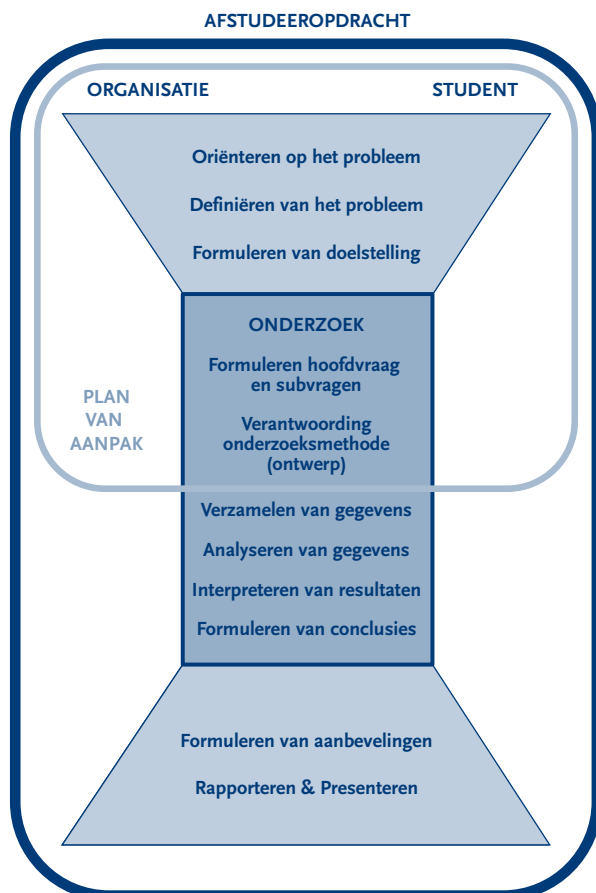 AFSTUDEEROPDRACHT
ORGANISATIE
STUDENT
Oriënteren op het probleem
Definiëren van het probleem
Formuleren van doelstelling
ONDERZOEK
Formuleren hoofdvraag
en subvragen
PLAN
VAN
AANPAK
Verantwoording
onderzoeksmethode
(ontwerp)
Verzamelen van gegevens
Analyseren van gegevens
Interpreteren van resultaten
Formuleren van conclusies
Formuleren van aanbevelingen
Rapporteren & Presenteren